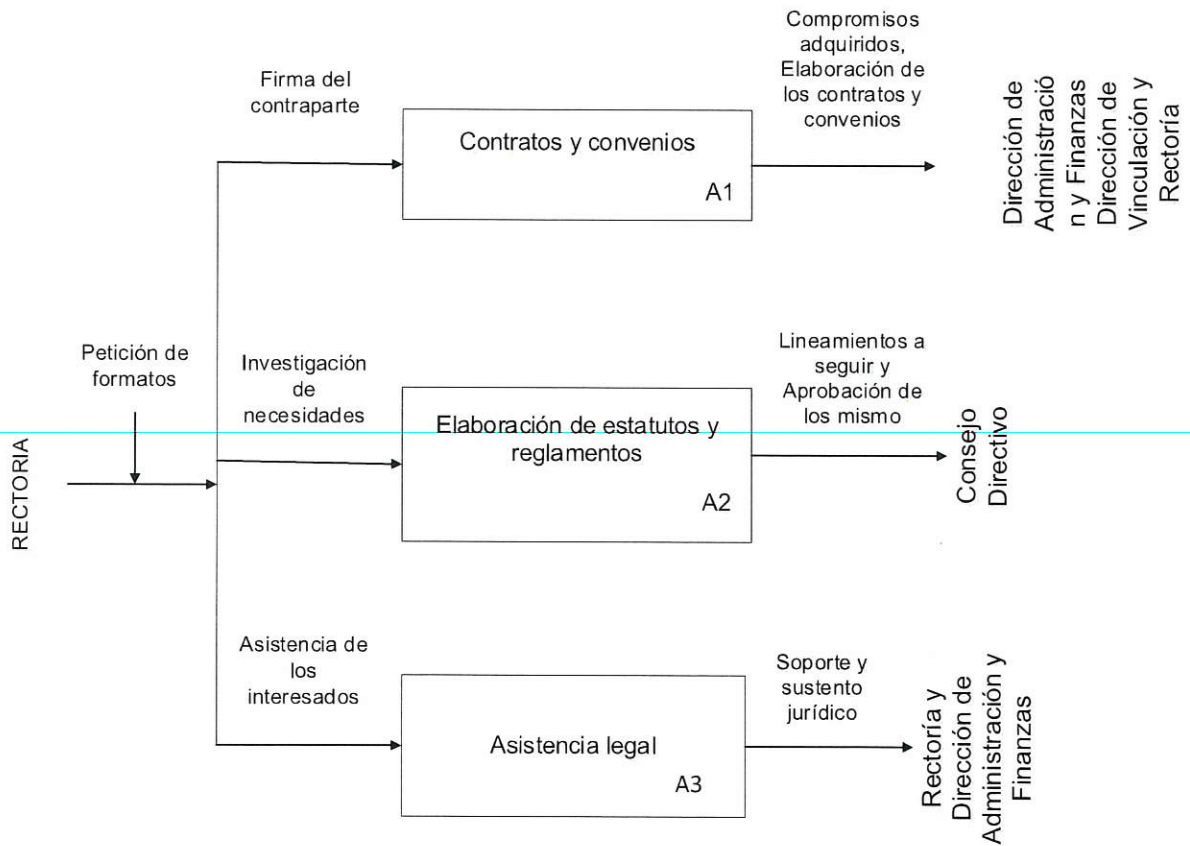 Firma del
contraparte
Contratos y convenios
A1
Compromisos
adquiridos,
Elaboración de
los contratos y
convenios
Dirección de
Administració
n y Finanzas
Dirección de
Vinculación y
Rectoría
RECTORIA
Petición de
formatos
Investigación
de
necesidades
Elaboración de estatutos y
reglamentos
A2
Lineamientos a
seguir y
Aprobación de
los mismo
Consejo
Directivo
Asistencia de
los
interesados
Asistencia legal
A3
Soporte y
sustento
jurídico
Rectoría y
Dirección de
Administración y
Finanzas